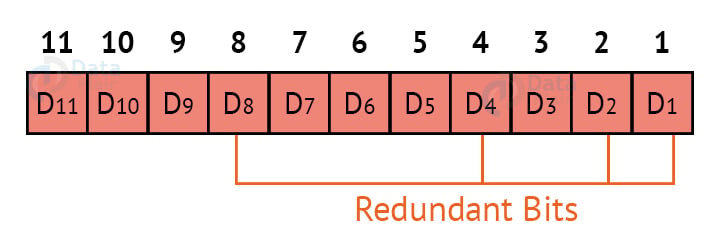 11 10 9 8 7 6 5 4 3 2 1
D11 D10 D9 D8 D7 D6 D5 D4 D3 D2 D1
Redundant Bits